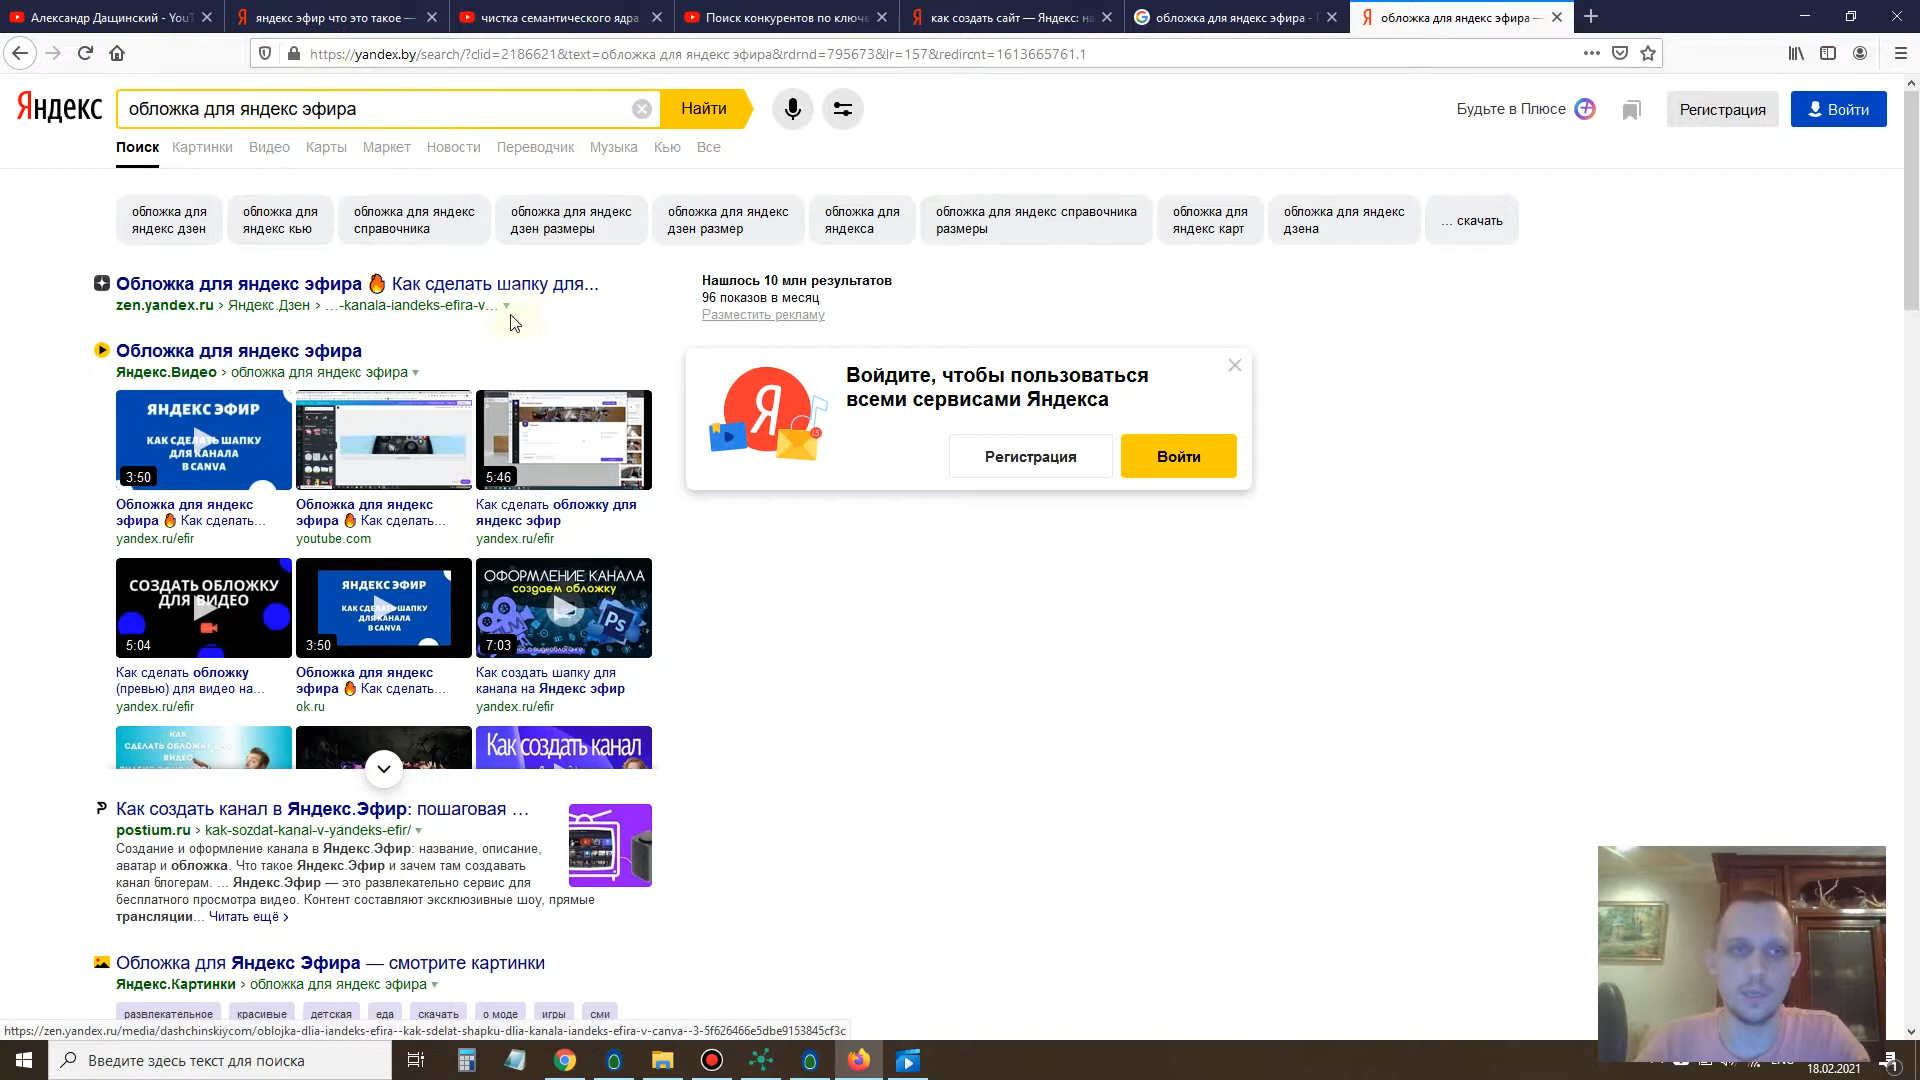 Александр Дащинский - YouT
яндекс эфир что это такое —
чистка семантического ядра
Поиск конкурентов по ключе
как создать сайт — Яндекс: на
обложка для яндекс эфира -
обложка для яндекс эфира —
https://yandex.by/search/?clid=2186621&text=обложка для яндекс эфира&rdrnd=795673&lr=157&redircnt=1613665761.1
Яндекс
обложка для яндекс эфира
Найти
Будьте в Плюсе
Регистрация
Войти
Поиск Картинки Видео Карты Маркет Новости Переводчик Музыка Кью Все
обложка для
яндекс дзен
обложка для
яндекс кью
обложка для яндекс
справочника
обложка для яндекс
дзен размеры
обложка для яндекс
дзен размер
обложка для
яндекса
обложка для яндекс справочника
размеры
обложка для
яндекс карт
обложка для яндекс
дзена
... скачать
Обложка для яндекс эфира 🔥 Как сделать шапку для...
zen.yandex.ru › Яндекс.Дзен › ...-kanala-iandeks-efira-v...
Нашлось 10 млн результатов
96 показов в месяц
Разместить рекламу
Обложка для яндекс эфира
Яндекс.Видео › обложка для яндекс эфира
Войдите, чтобы пользоваться
всеми сервисами Яндекса
Я
Регистрация
Войти
ЯНДЕКС ЭФИР
КАК СДЕЛАТЬ ШАПКУ
ДЛЯ КАНАЛА
В CANVA
3:50
5:46
Обложка для яндекс
эфира 🔥 Как сделать...
yandex.ru/efir
Обложка для яндекс
эфира 🔥 Как сделать...
youtube.com
Как сделать обложку для
яндекс эфир
yandex.ru/efir
СОЗДАТЬ ОБЛОЖКУ
ДЛЯ ВИДЕО
5:04
ЯНДЕКС ЭФИР
КАК СДЕЛАТЬ ШАПКУ
ДЛЯ КАНАЛА
В CANVA
3:50
ОФОРМЛЕНИЕ КАНАЛА
создаем обложку
Ps
7:03
Как сделать обложку
(превью) для видео на...
yandex.ru/efir
Обложка для яндекс
эфира 🔥 Как сделать...
ok.ru
Как создать шапку для
канала на Яндекс эфир
yandex.ru/efir
КАК
СДЕЛАТЬ ОБЛОЖКУ ДЛЯ
ВИДЕО
Как создать канал
Как создать канал в Яндекс.Эфир: пошаговая ...
postium.ru › kak-sozdat-kanal-v-yandeks-efir/
Создание и оформление канала в Яндекс.Эфир: название, описание,
аватар и обложка. Что такое Яндекс.Эфир и зачем там создавать
канал блогерам. ... Яндекс.Эфир — это развлекательно сервис для
бесплатного просмотра видео. Контент составляют эксклюзивные шоу, прямые
трансляции... Читать ещё ›
Обложка для Яндекс Эфира — смотрите картинки
Яндекс.Картинки › обложка для яндекс эфира
развлекательное красивые детская еда скачать о моде игры сми
https://zen.yandex.ru/media/dashchinskiycom/oblojka-dlia-iandeks-efira--kak-sdelat-shapku-dlia-kanala-iandeks-efira-v-canva--3-5f626466e5dbe9153845cf3c
Введите здесь текст для поиска
18.02.2021
1